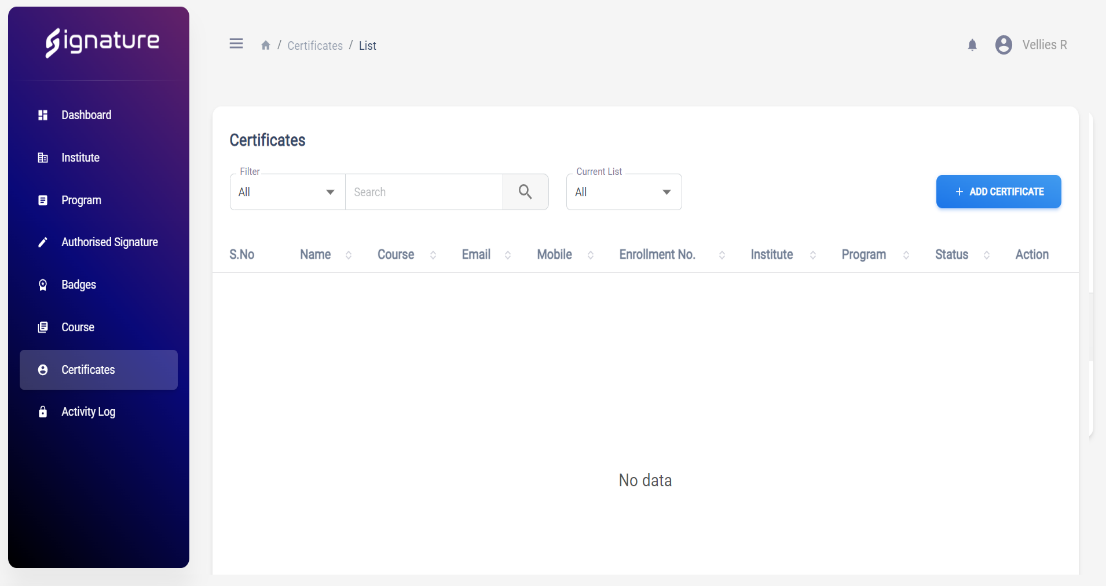 Signature
Dashboard
Institute
Program
Authorised Signature
Badges
Course
Certificates
Activity Log
/ Certificates / List
Vellies R
Certificates
Filter
All
Search
Current List
All
+ ADD CERTIFICATE
S.No Name Course Email Mobile Enrollment No. Institute Program Status Action
No data